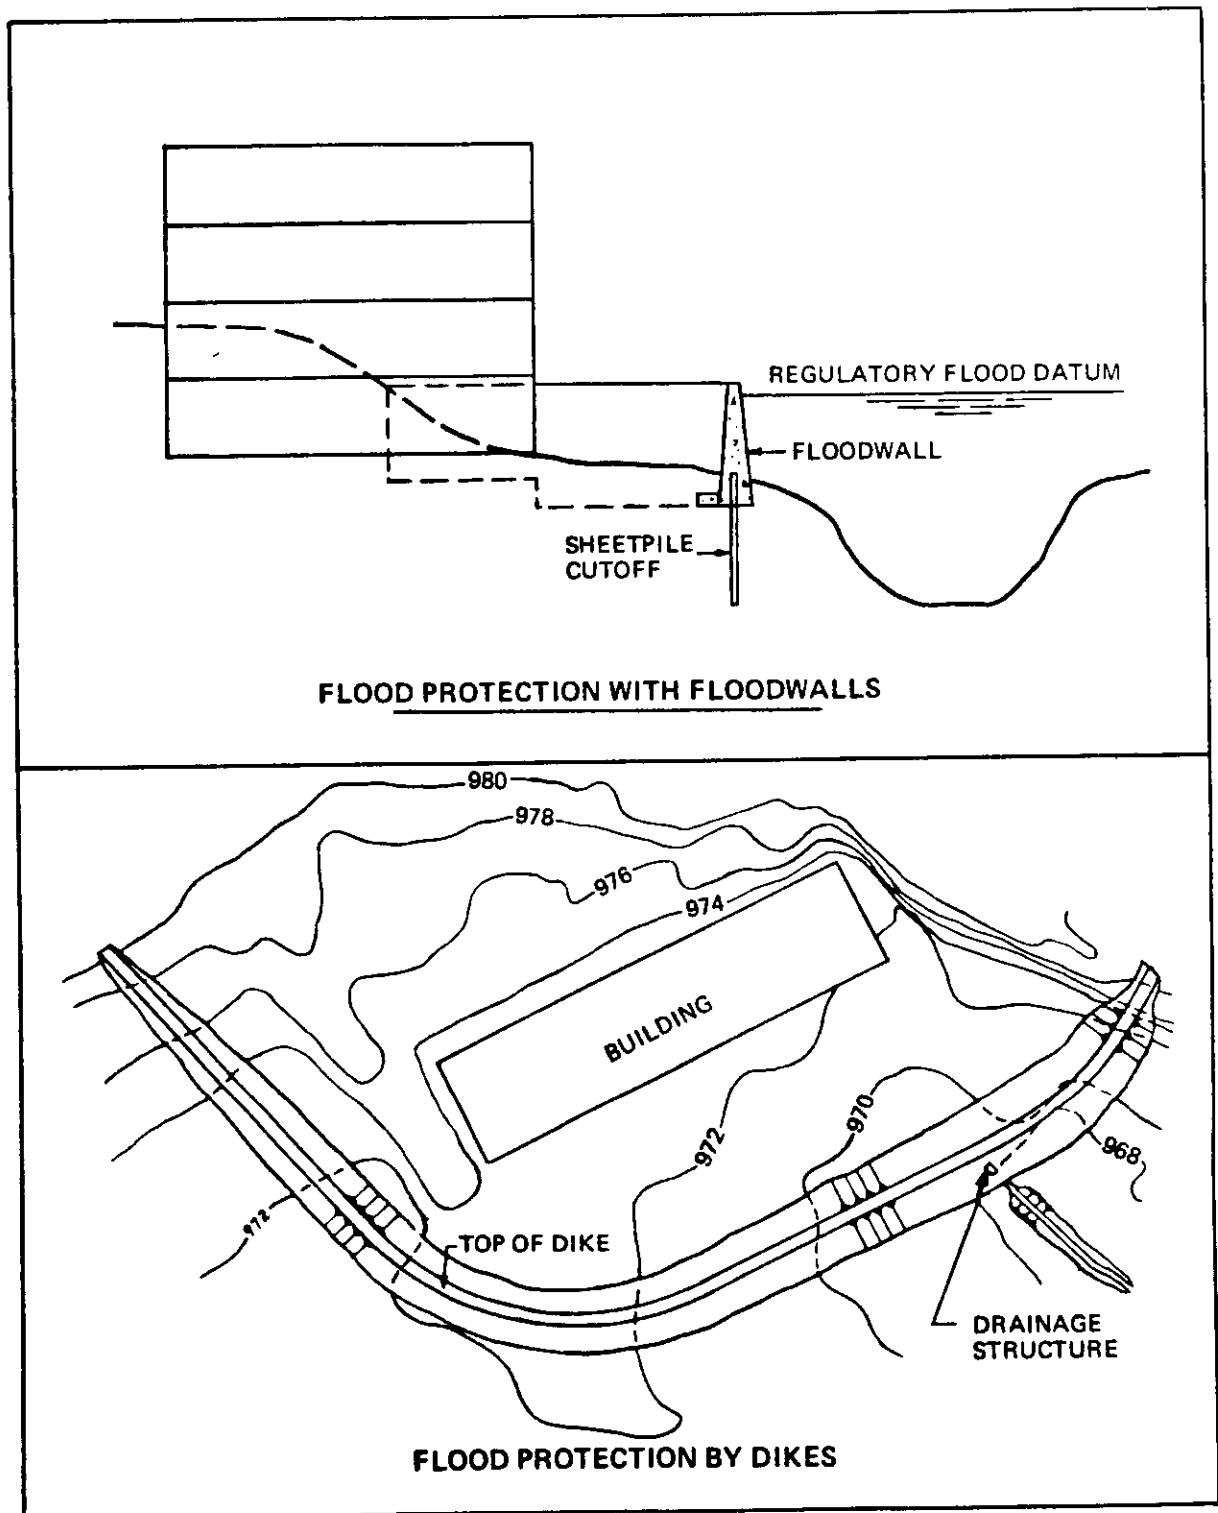 REGULATORY FLOOD DATUM
FLOODWALL
SHEETPILE
CUTOFF
FLOOD PROTECTION WITH FLOODWALLS
980
978
976
974
BUILDING
972
970
968
972
TOP OF DIKE
DRAINAGE
STRUCTURE
FLOOD PROTECTION BY DIKES